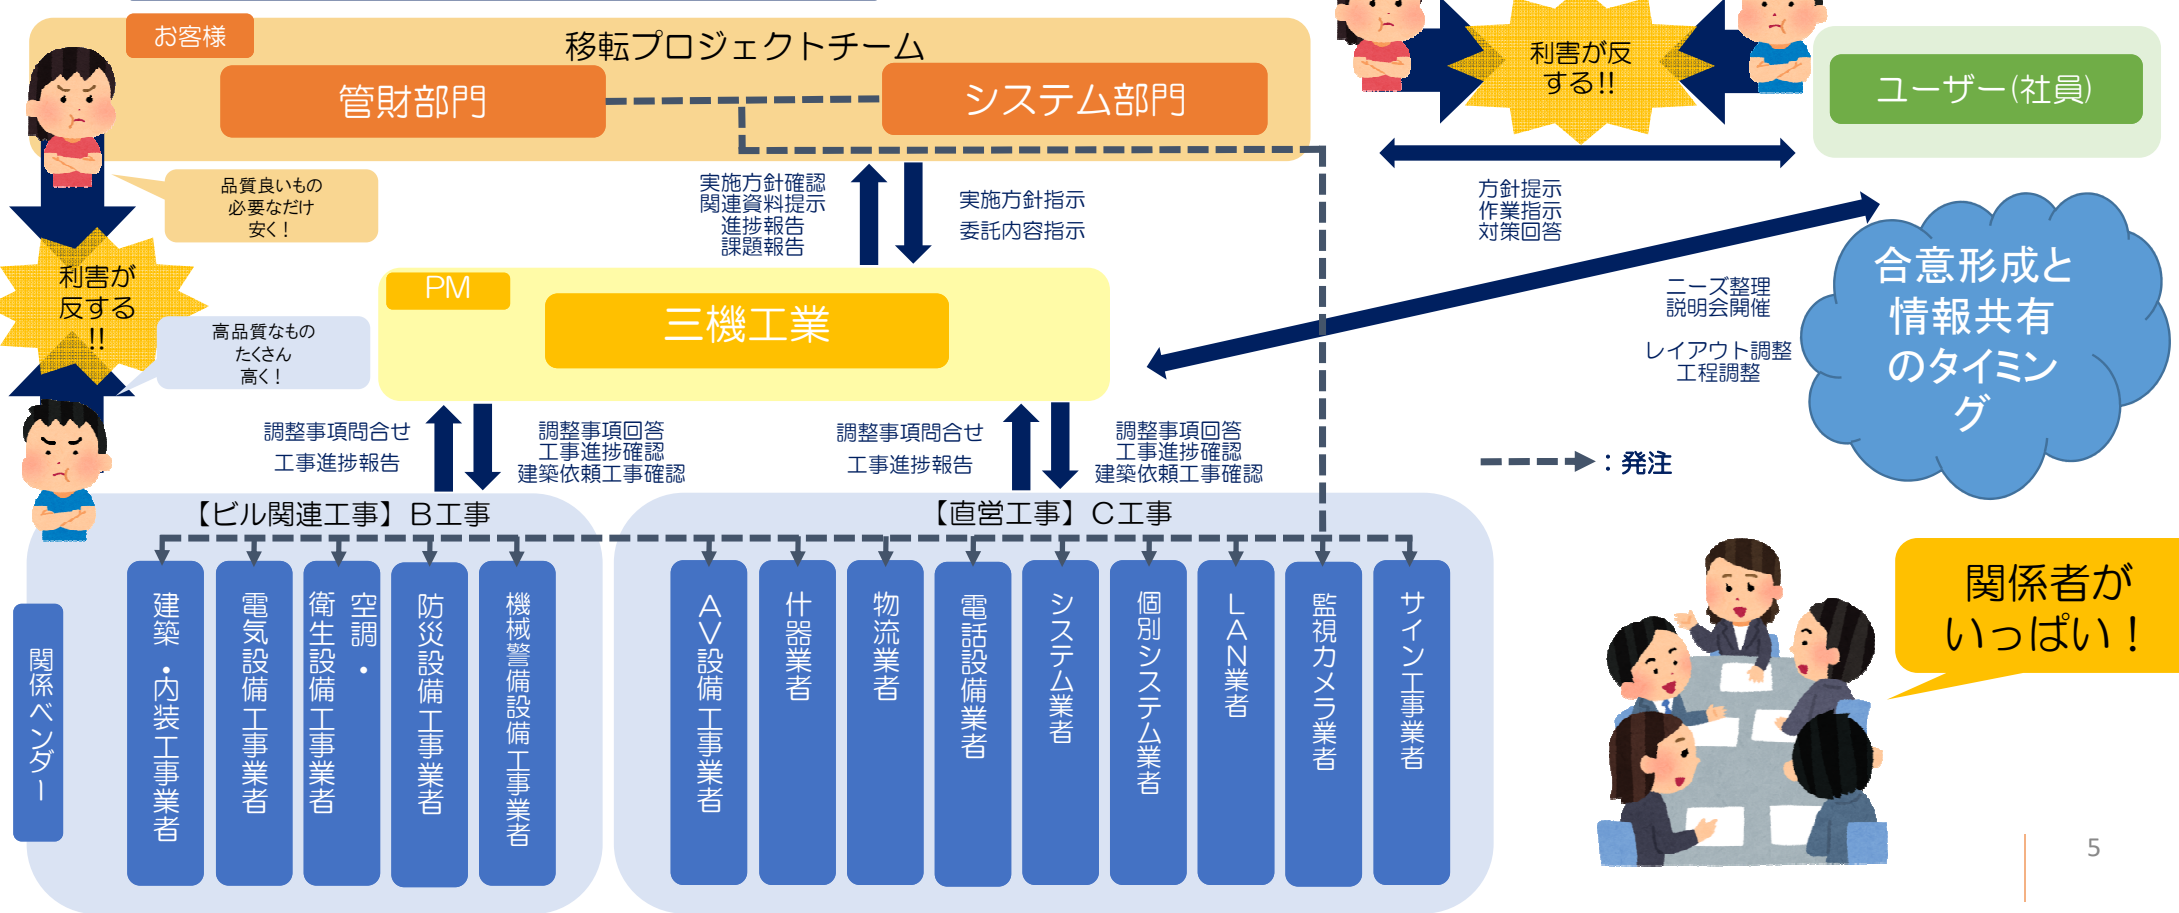 お客様
移転プロジェクトチーム
管財部門
システム部門
利害が反
する!!
ユーザー(社員)
品質良いもの
必要なだけ
安く！
実施方針確認
関連資料提示
進捗報告
課題報告
実施方針指示
委託内容指示
方針提示
作業指示
対策回答
利害が
反する
!!
高品質なもの
たくさん
高く！
PM
三機工業
ニーズ整理
説明会開催
レイアウト調整
工程調整
合意形成と
情報共有
のタイミン
グ
調整事項問合せ
工事進捗報告
調整事項回答
工事進捗確認
建築依頼工事確認
調整事項問合せ
工事進捗報告
調整事項回答
工事進捗確認
建築依頼工事確認
：発注
【ビル関連工事】Ｂ工事
【直営工事】Ｃ工事
関係ベンダー
建築・内装工事業者
電気設備工事業者
空調・
衛生設備工事業者
防災設備工事業者
機械警備設備工事業者
ＡＶ設備工事業者
什器業者
物流業者
電話設備業者
システム業者
個別システム業者
ＬＡＮ業者
監視カメラ業者
サイン工事業者
関係者が
いっぱい！
5